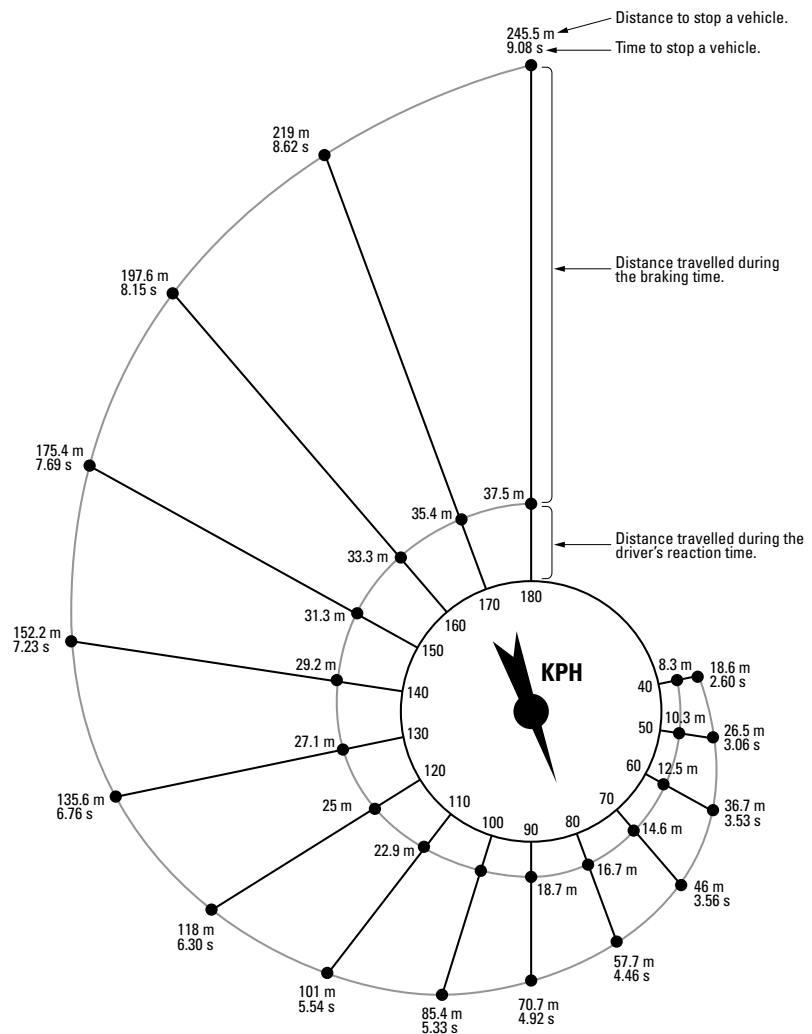 Distance to stop a vehicle.
245.5 m
9.08 s
Time to stop a vehicle.
219 m
8.62 s
197.6 m
8.15 s
Distance travelled during
the braking time.
175.4 m
7.69 s
37.5 m
35.4 m
33.3 m
31.3 m
Distance travelled during the
driver's reaction time.
180
170
160
150
152.2 m
7.23 s
29.2 m
140
KPH
8.3 m
18.6 m
2.60 s
40
10.3 m
26.5 m
3.06 s
50
130
27.1 m
135.6 m
6.76 s
120
25 m
60
12.5 m
36.7 m
3.53 s
70
14.6 m
110
22.9 m
100
90
80
16.7 m
18.7 m
46 m
3.56 s
118 m
6.30 s
57.7 m
4.46 s
101 m
5.54 s
85.4 m
5.33 s
70.7 m
4.92 s